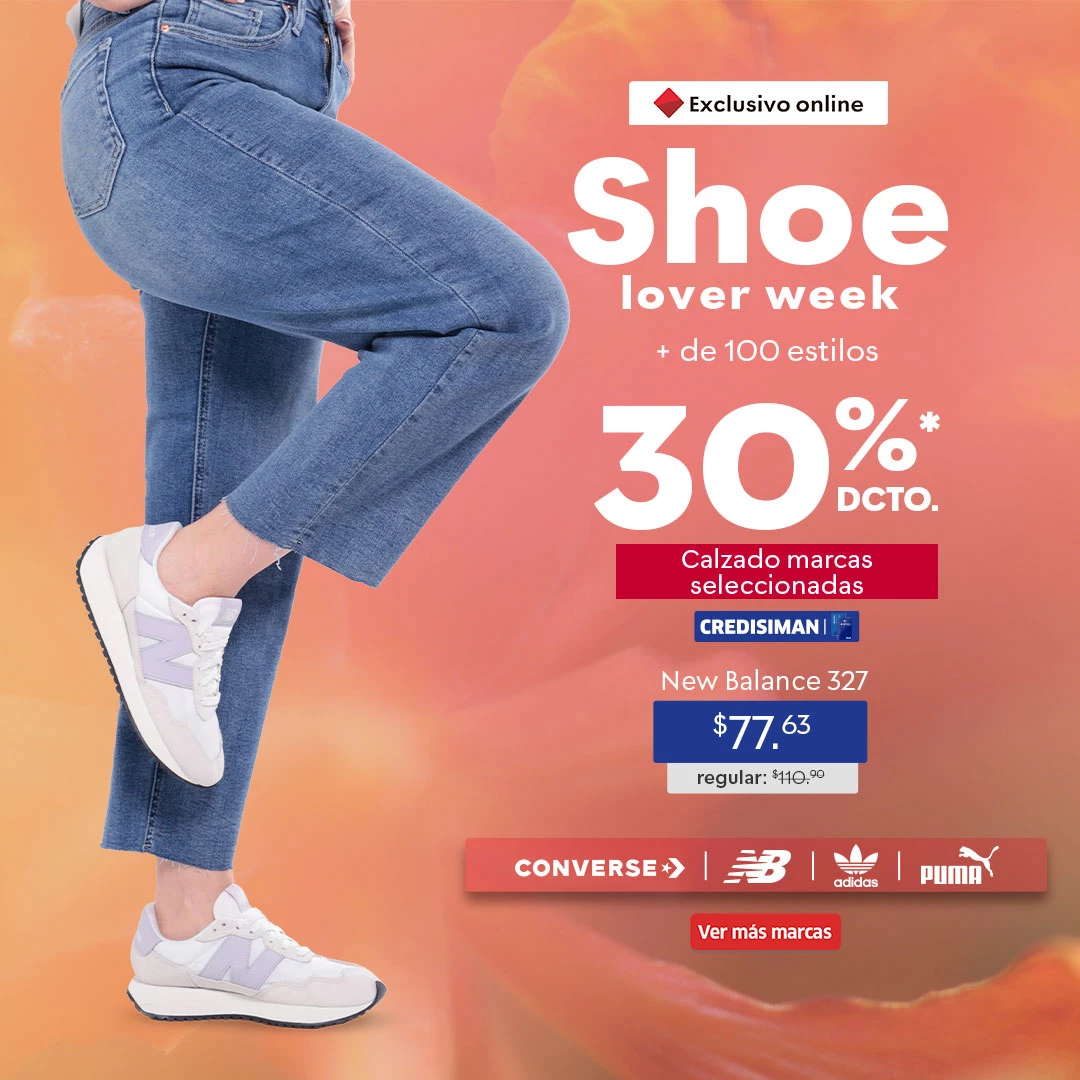 Exclusivo online
Shoe
lover week
+ de 100 estilos
30%*
DCTO.
Calzado marcas
seleccionadas
CREDISIMAN
New Balance 327
$77.63
regular: $110.90
CONVERSE | NB | adidas | PUMA
Ver más marcas
N
N